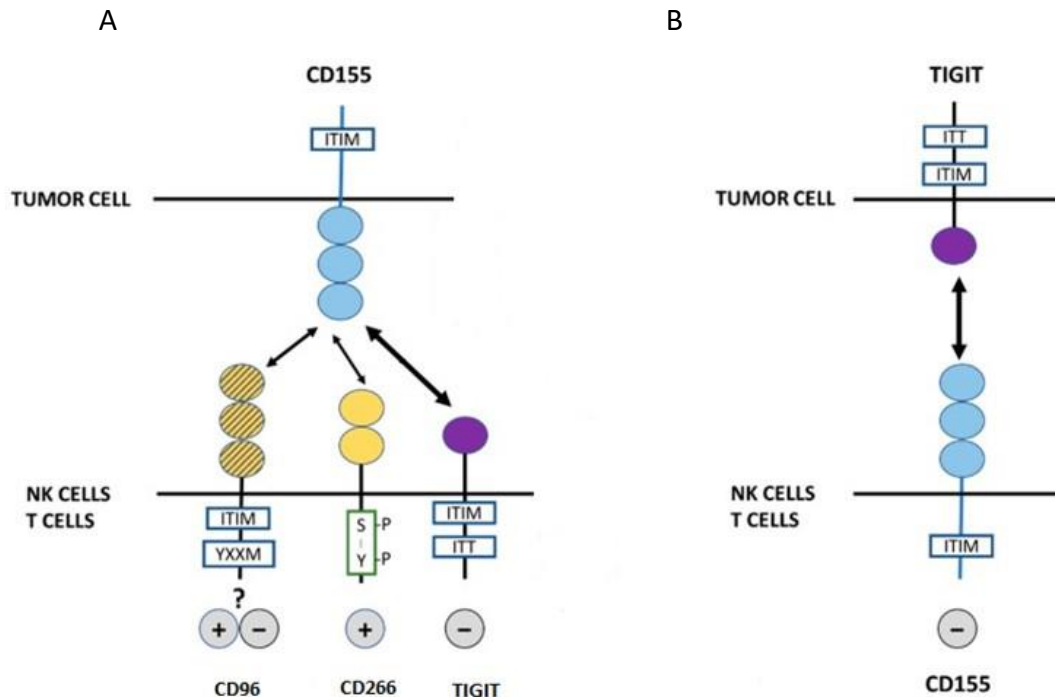 A
CD155
ITIM
TUMOR CELL
NK CELLS
T CELLS
ITIM
YXXM
?
+
−
CD96
S
Y
P
P
+
CD266
ITIM
ITT
−
TIGIT
B
TIGIT
ITT
ITIM
TUMOR CELL
NK CELLS
T CELLS
ITIM
−
CD155